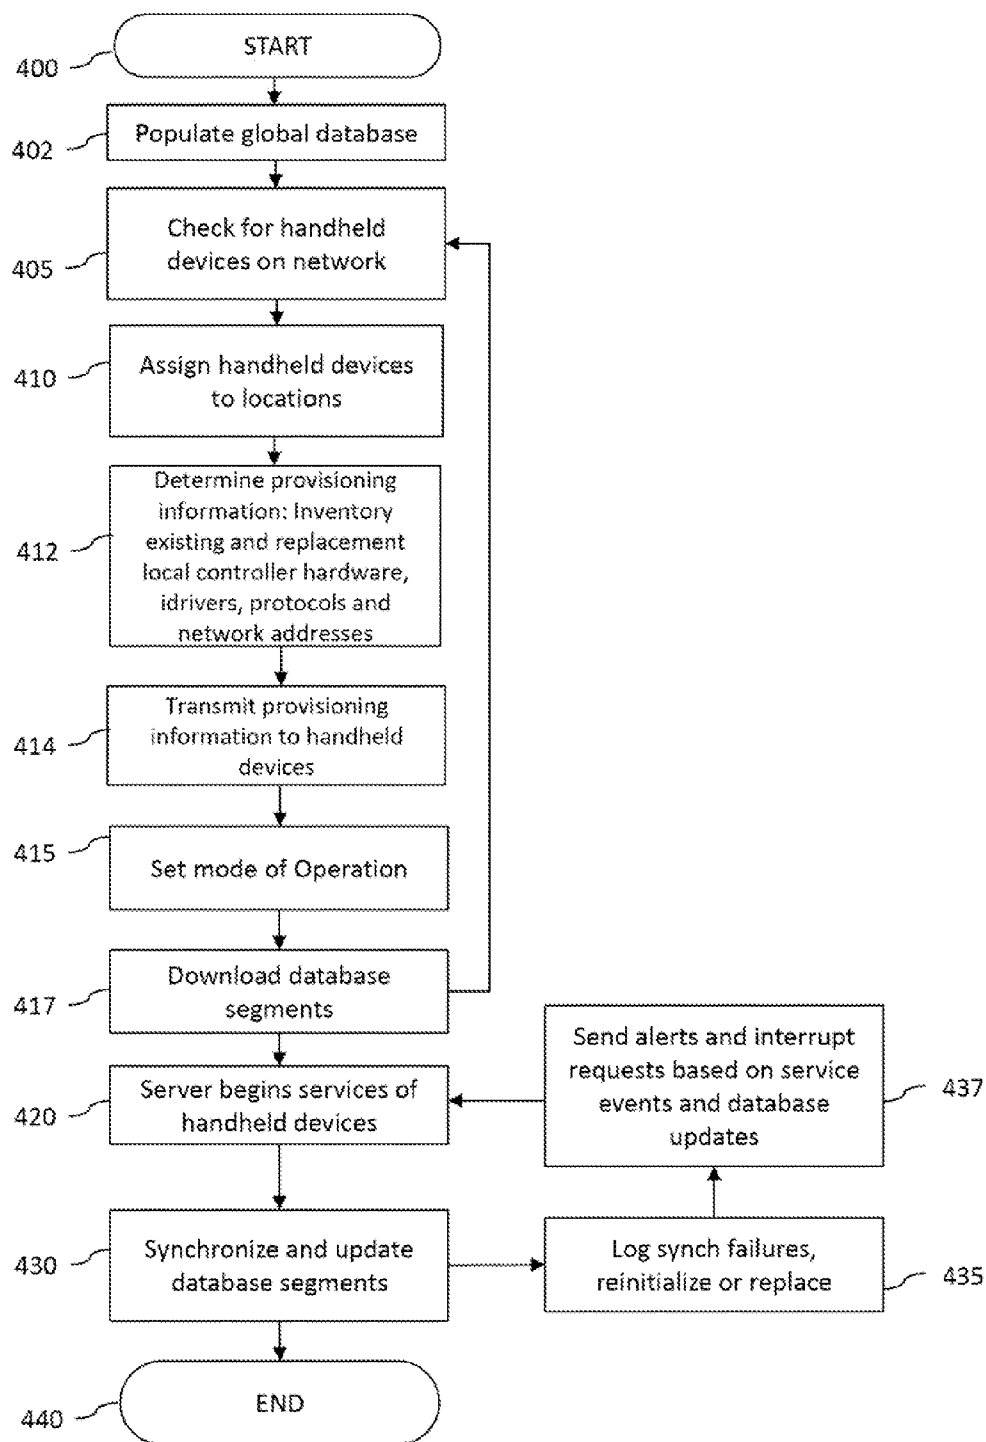 START
400
Populate global database
402
Check for handheld
devices on network
405
Assign handheld devices
to locations
410
Determine provisioning
information: Inventory
existing and replacement
local controller hardware,
idrivers, protocols and
network addresses
412
Transmit provisioning
information to handheld
devices
414
Set mode of Operation
415
Download database
segments
417
Server begins services of
handheld devices
420
Send alerts and interrupt
requests based on service
events and database
updates
437
Synchronize and update
database segments
430
Log synch failures,
reinitialize or replace
435
END
440